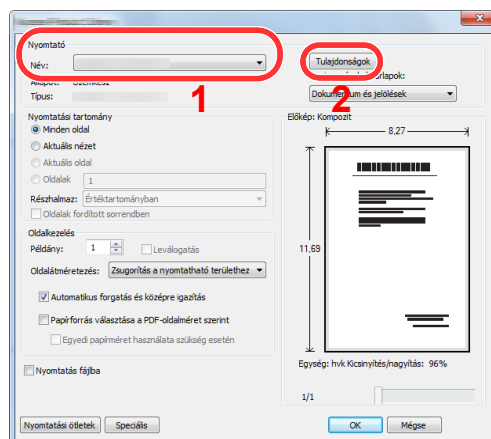 Nyomtató
Név:
Tulajdonságok
Állapot: Üzemkész
Típus:
Dokumentum és jelölések
1
2
Nyomtatási tartomány
Minden oldal
Aktuális nézet
Aktuális oldal
Oldalak 1
Részhalmaz: Értéktartományban
Oldalak fordított sorrendben
Oldalkezelés
Példány: 1 Leválogatás
Oldalátméretezés: Zsugorítás a nyomtatható területhez
Automatikus forgatás és középre igazítás
Papírforrás választása a PDF-oldalméret szerint
Egyedi papírméret használata szükség esetén
Nyomtatás fájlba
Előkép: Kompozit
8,27
11,69
Egység: hvk Kicsinyítés/nagyítás: 96%
1/1
Nyomtatási ötletek Speciális OK Mégse